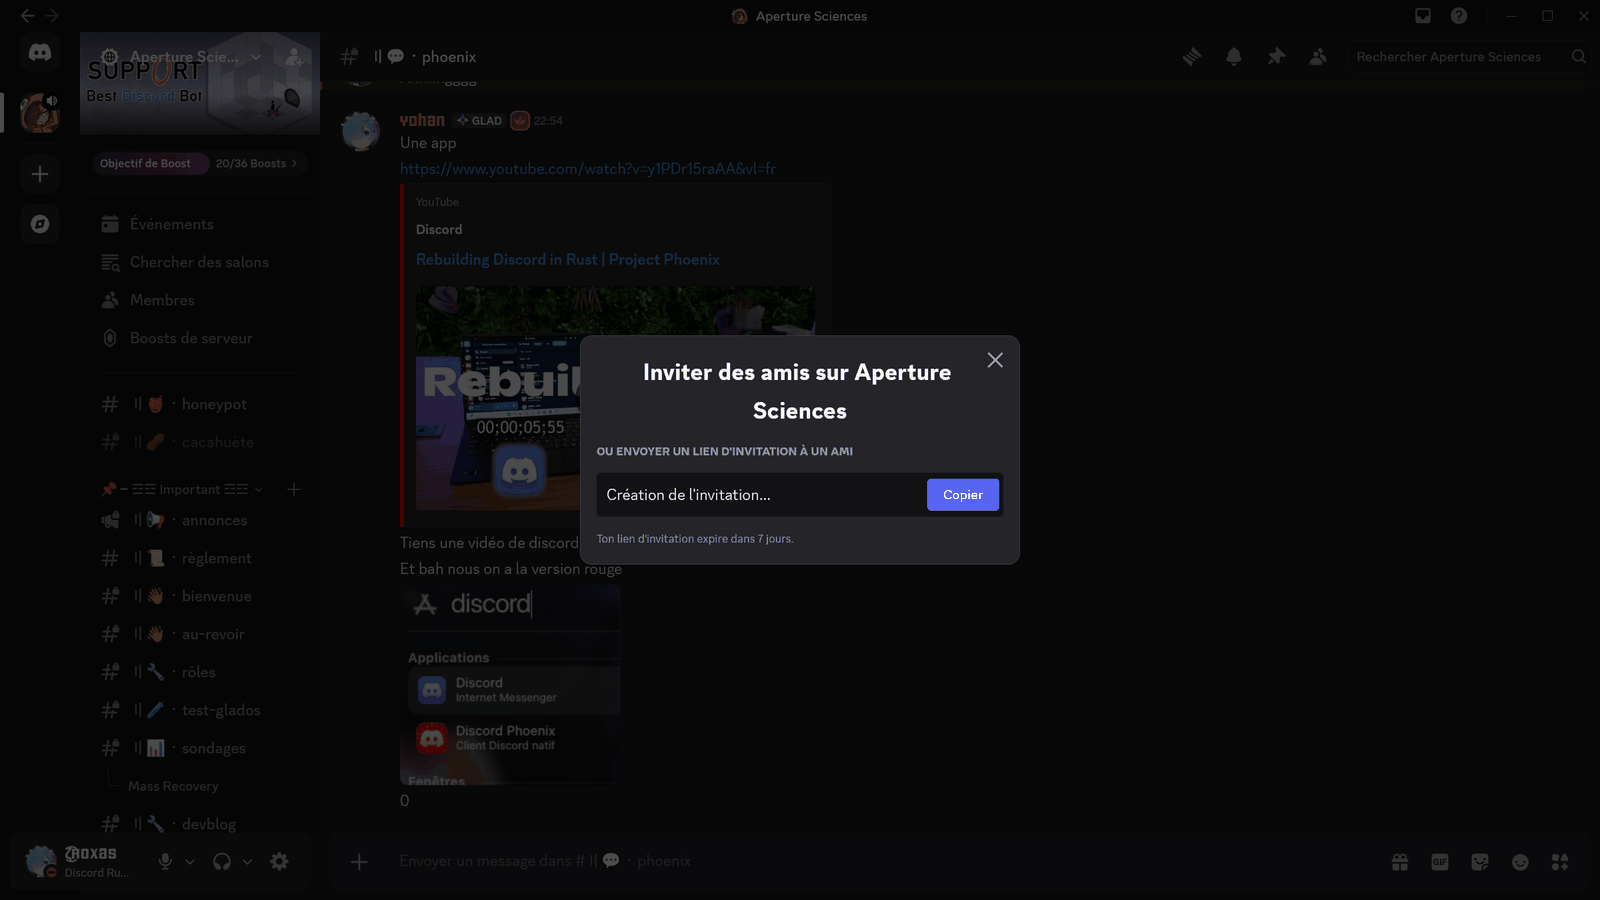 Aperture Sciences
Aperture Scie...
SUPPORT
Best Discord Bot
Objectif de Boost
20/36 Boosts
Événements
Chercher des salons
Membres
Boosts de serveur
honeypot
cacahuète
Important
annonces
règlement
bienvenue
au-revoir
rôles
test-glados
sondages
Mass Recovery
devblog
Discord Ru...
phoenix
Rechercher Aperture Sciences
yohan GLAD 22:54
Une app
https://www.youtube.com/watch?v=y1PDr15raAA&vl=fr
YouTube
Discord
Rebuilding Discord in Rust | Project Phoenix
Rebuil
00;00;05;55
Tiens une vidéo de discord
Et bah nous on a la version rouge
discord
Applications
Discord
Internet Messenger
Discord Phoenix
Client Discord natif
Fenêtres
0
Envoyer un message dans # phoenix
GIF
Inviter des amis sur Aperture
Sciences
OU ENVOYER UN LIEN D'INVITATION À UN AMI
Création de l'invitation...
Copier
Ton lien d'invitation expire dans 7 jours.